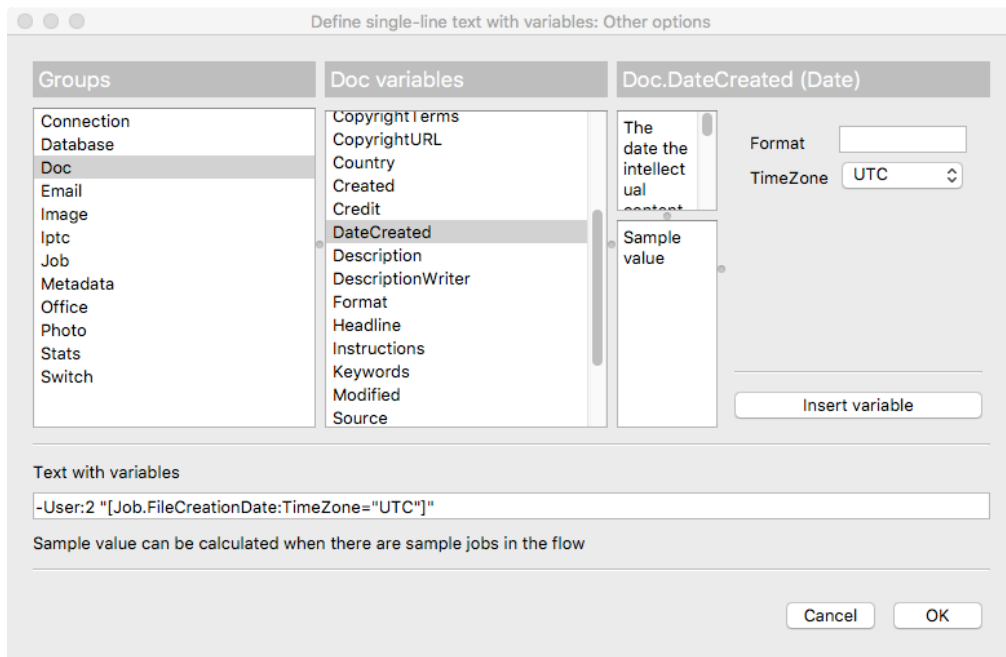 Define single-line text with variables: Other options
Groups
Doc variables
Doc.DateCreated (Date)
Connection
Database
Doc
Email
Image
Iptc
Job
Metadata
Office
Photo
Stats
Switch
CopyrightTerms
CopyrightURL
Country
Created
Credit
DateCreated
Description
DescriptionWriter
Format
Headline
Instructions
Keywords
Modified
Source
The
date the
intellect
ual
content
Sample
value
Format
TimeZone UTC
Insert variable
Text with variables
-User:2 "[Job.FileCreationDate:TimeZone="UTC"]"
Sample value can be calculated when there are sample jobs in the flow
Cancel OK